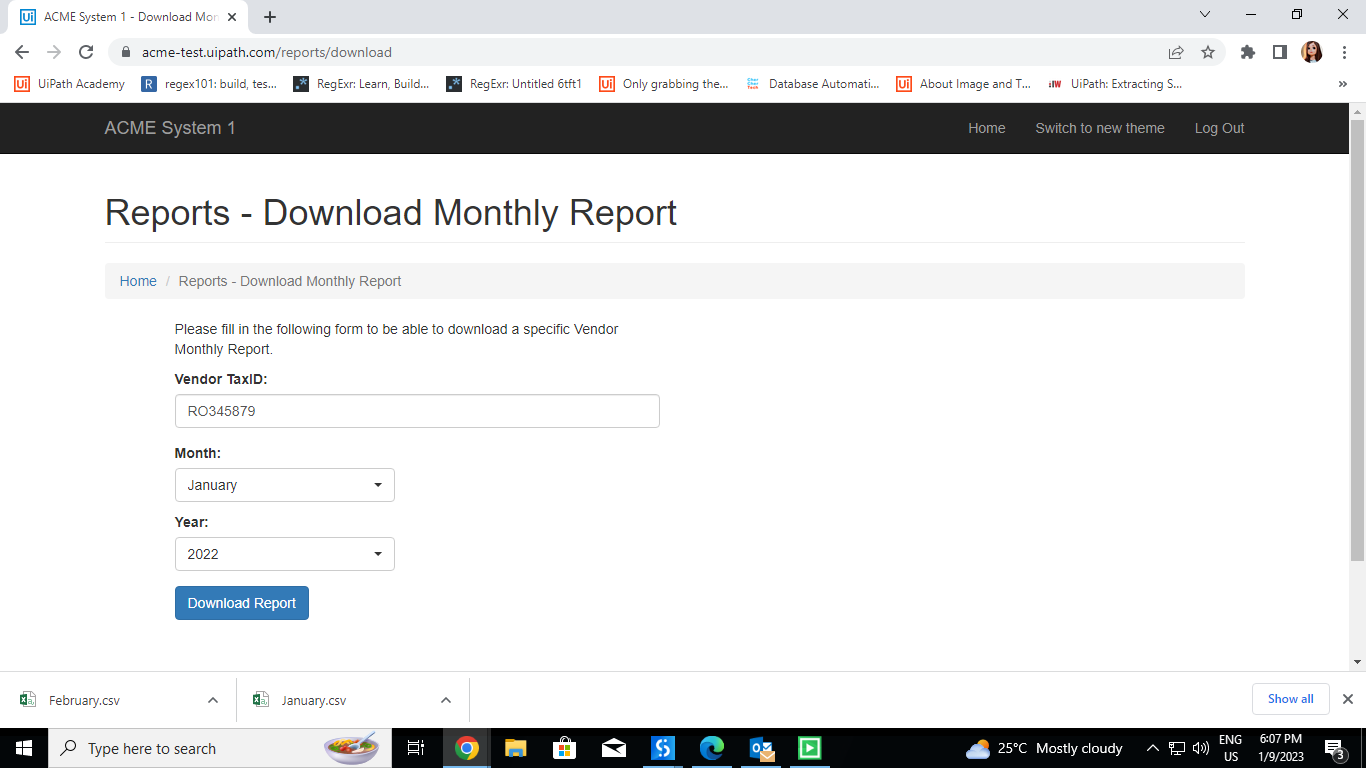 ACME System 1 - Download Mon
acme-test.uipath.com/reports/download
UiPath Academy
regex101: build, tes...
RegExr: Learn, Build...
RegExr: Untitled 6tft1
Only grabbing the...
Database Automati...
About Image and T...
UiPath: Extracting S...
ACME System 1
Home
Switch to new theme
Log Out
Reports - Download Monthly Report
Home / Reports - Download Monthly Report
Please fill in the following form to be able to download a specific Vendor
Monthly Report.
Vendor TaxID:
RO345879
Month:
January
Year:
2022
Download Report
February.csv
January.csv
Show all
Type here to search
25°C Mostly cloudy
ENG
US
6:07 PM
1/9/2023
3